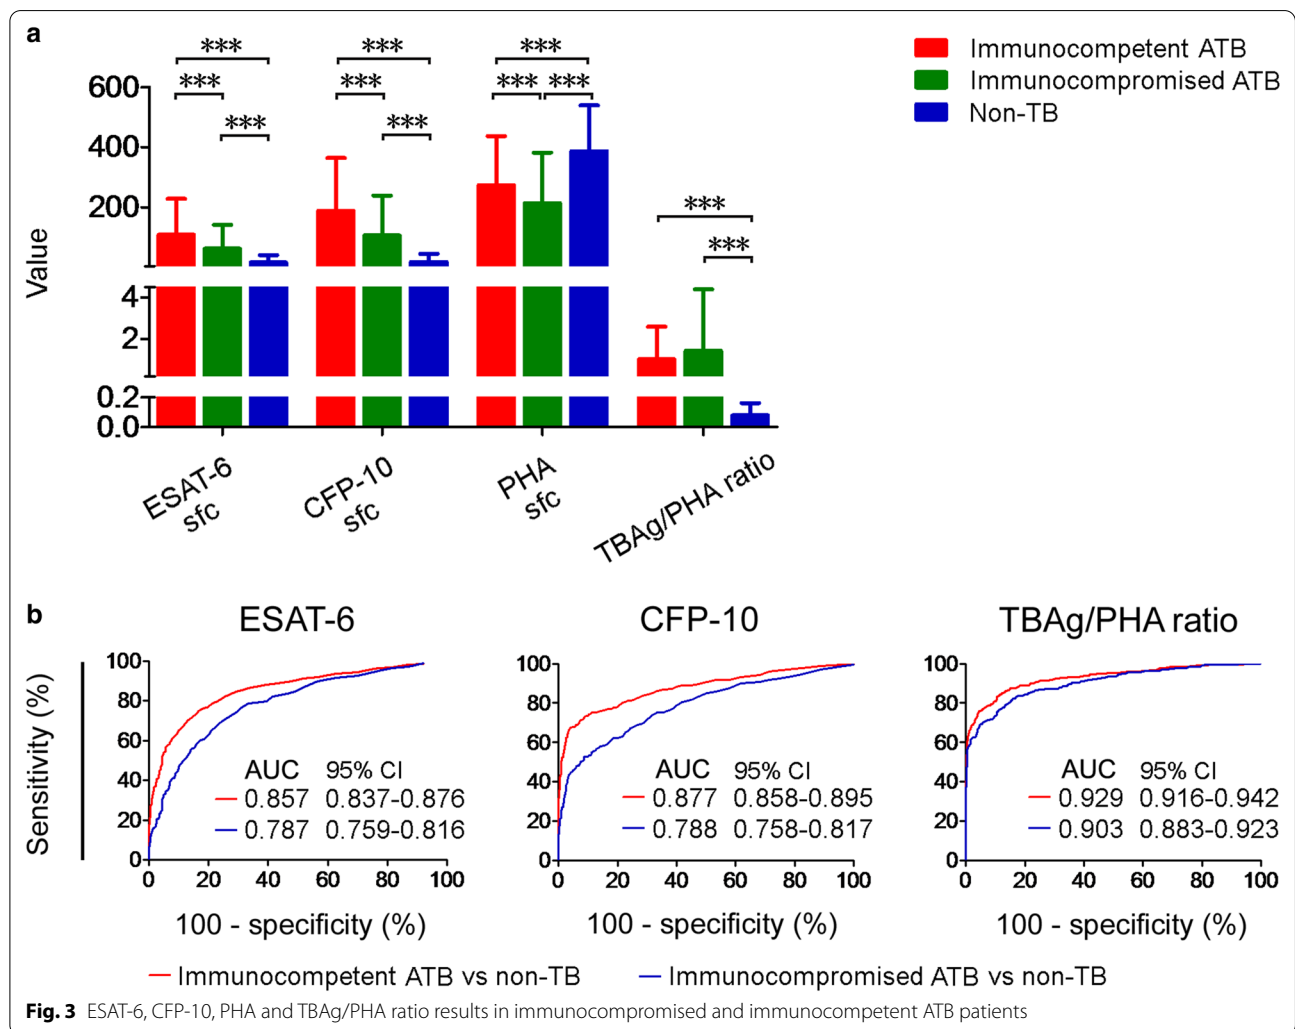 a
*** *** ***
Immunocompetent ATB
*** *** *** ***
Immunocompromised ATB
Non-TB
*** ***
*** ***
Value
600
400
200
4
2
0.2
0.0
ESAT-6 sfc
CFP-10 sfc
PHA sfc
TBAg/PHA ratio
b
ESAT-6
CFP-10
TBAg/PHA ratio
Sensitivity (%)
100
80
60
40
20
0
0 20 40 60 80 100
AUC 95% CI
0.857 0.837-0.876
0.787 0.759-0.816
100 - specificity (%)
100
80
60
40
20
0
0 20 40 60 80 100
AUC 95% CI
0.877 0.858-0.895
0.788 0.758-0.817
100 - specificity (%)
100
80
60
40
20
0
0 20 40 60 80 100
AUC 95% CI
0.929 0.916-0.942
0.903 0.883-0.923
100 - specificity (%)
Immunocompetent ATB vs non-TB
Immunocompromised ATB vs non-TB
Fig. 3 ESAT-6, CFP-10, PHA and TBAg/PHA ratio results in immunocompromised and immunocompetent ATB patients